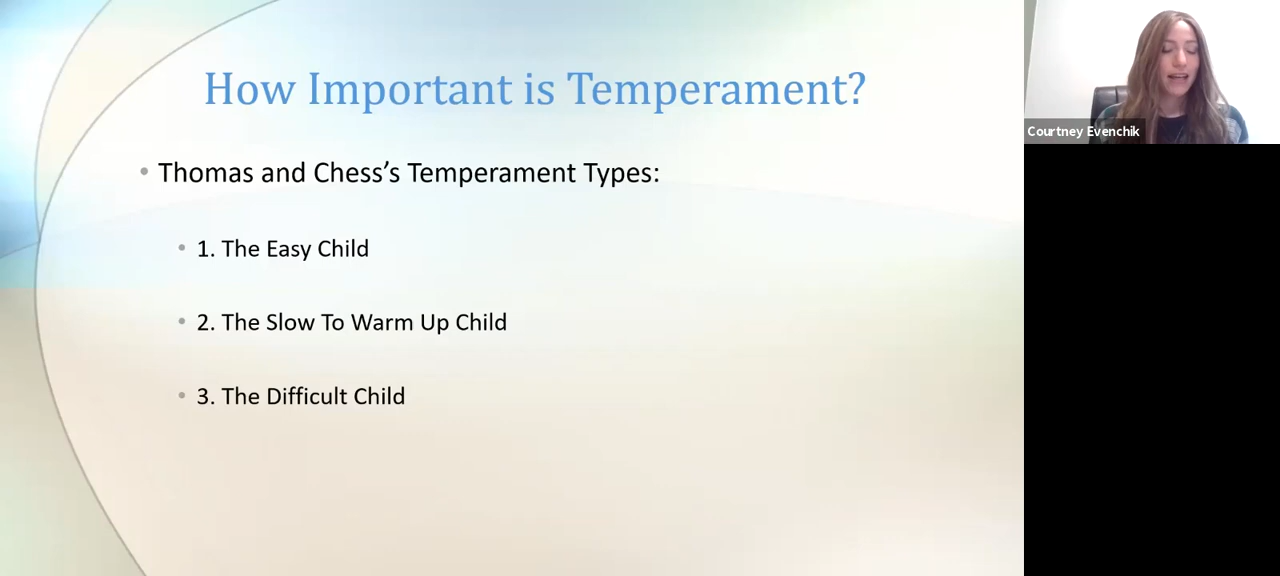 How Important is Temperament?
• Thomas and Chess’s Temperament Types:
• 1. The Easy Child
• 2. The Slow To Warm Up Child
• 3. The Difficult Child
Courtney Evenchik